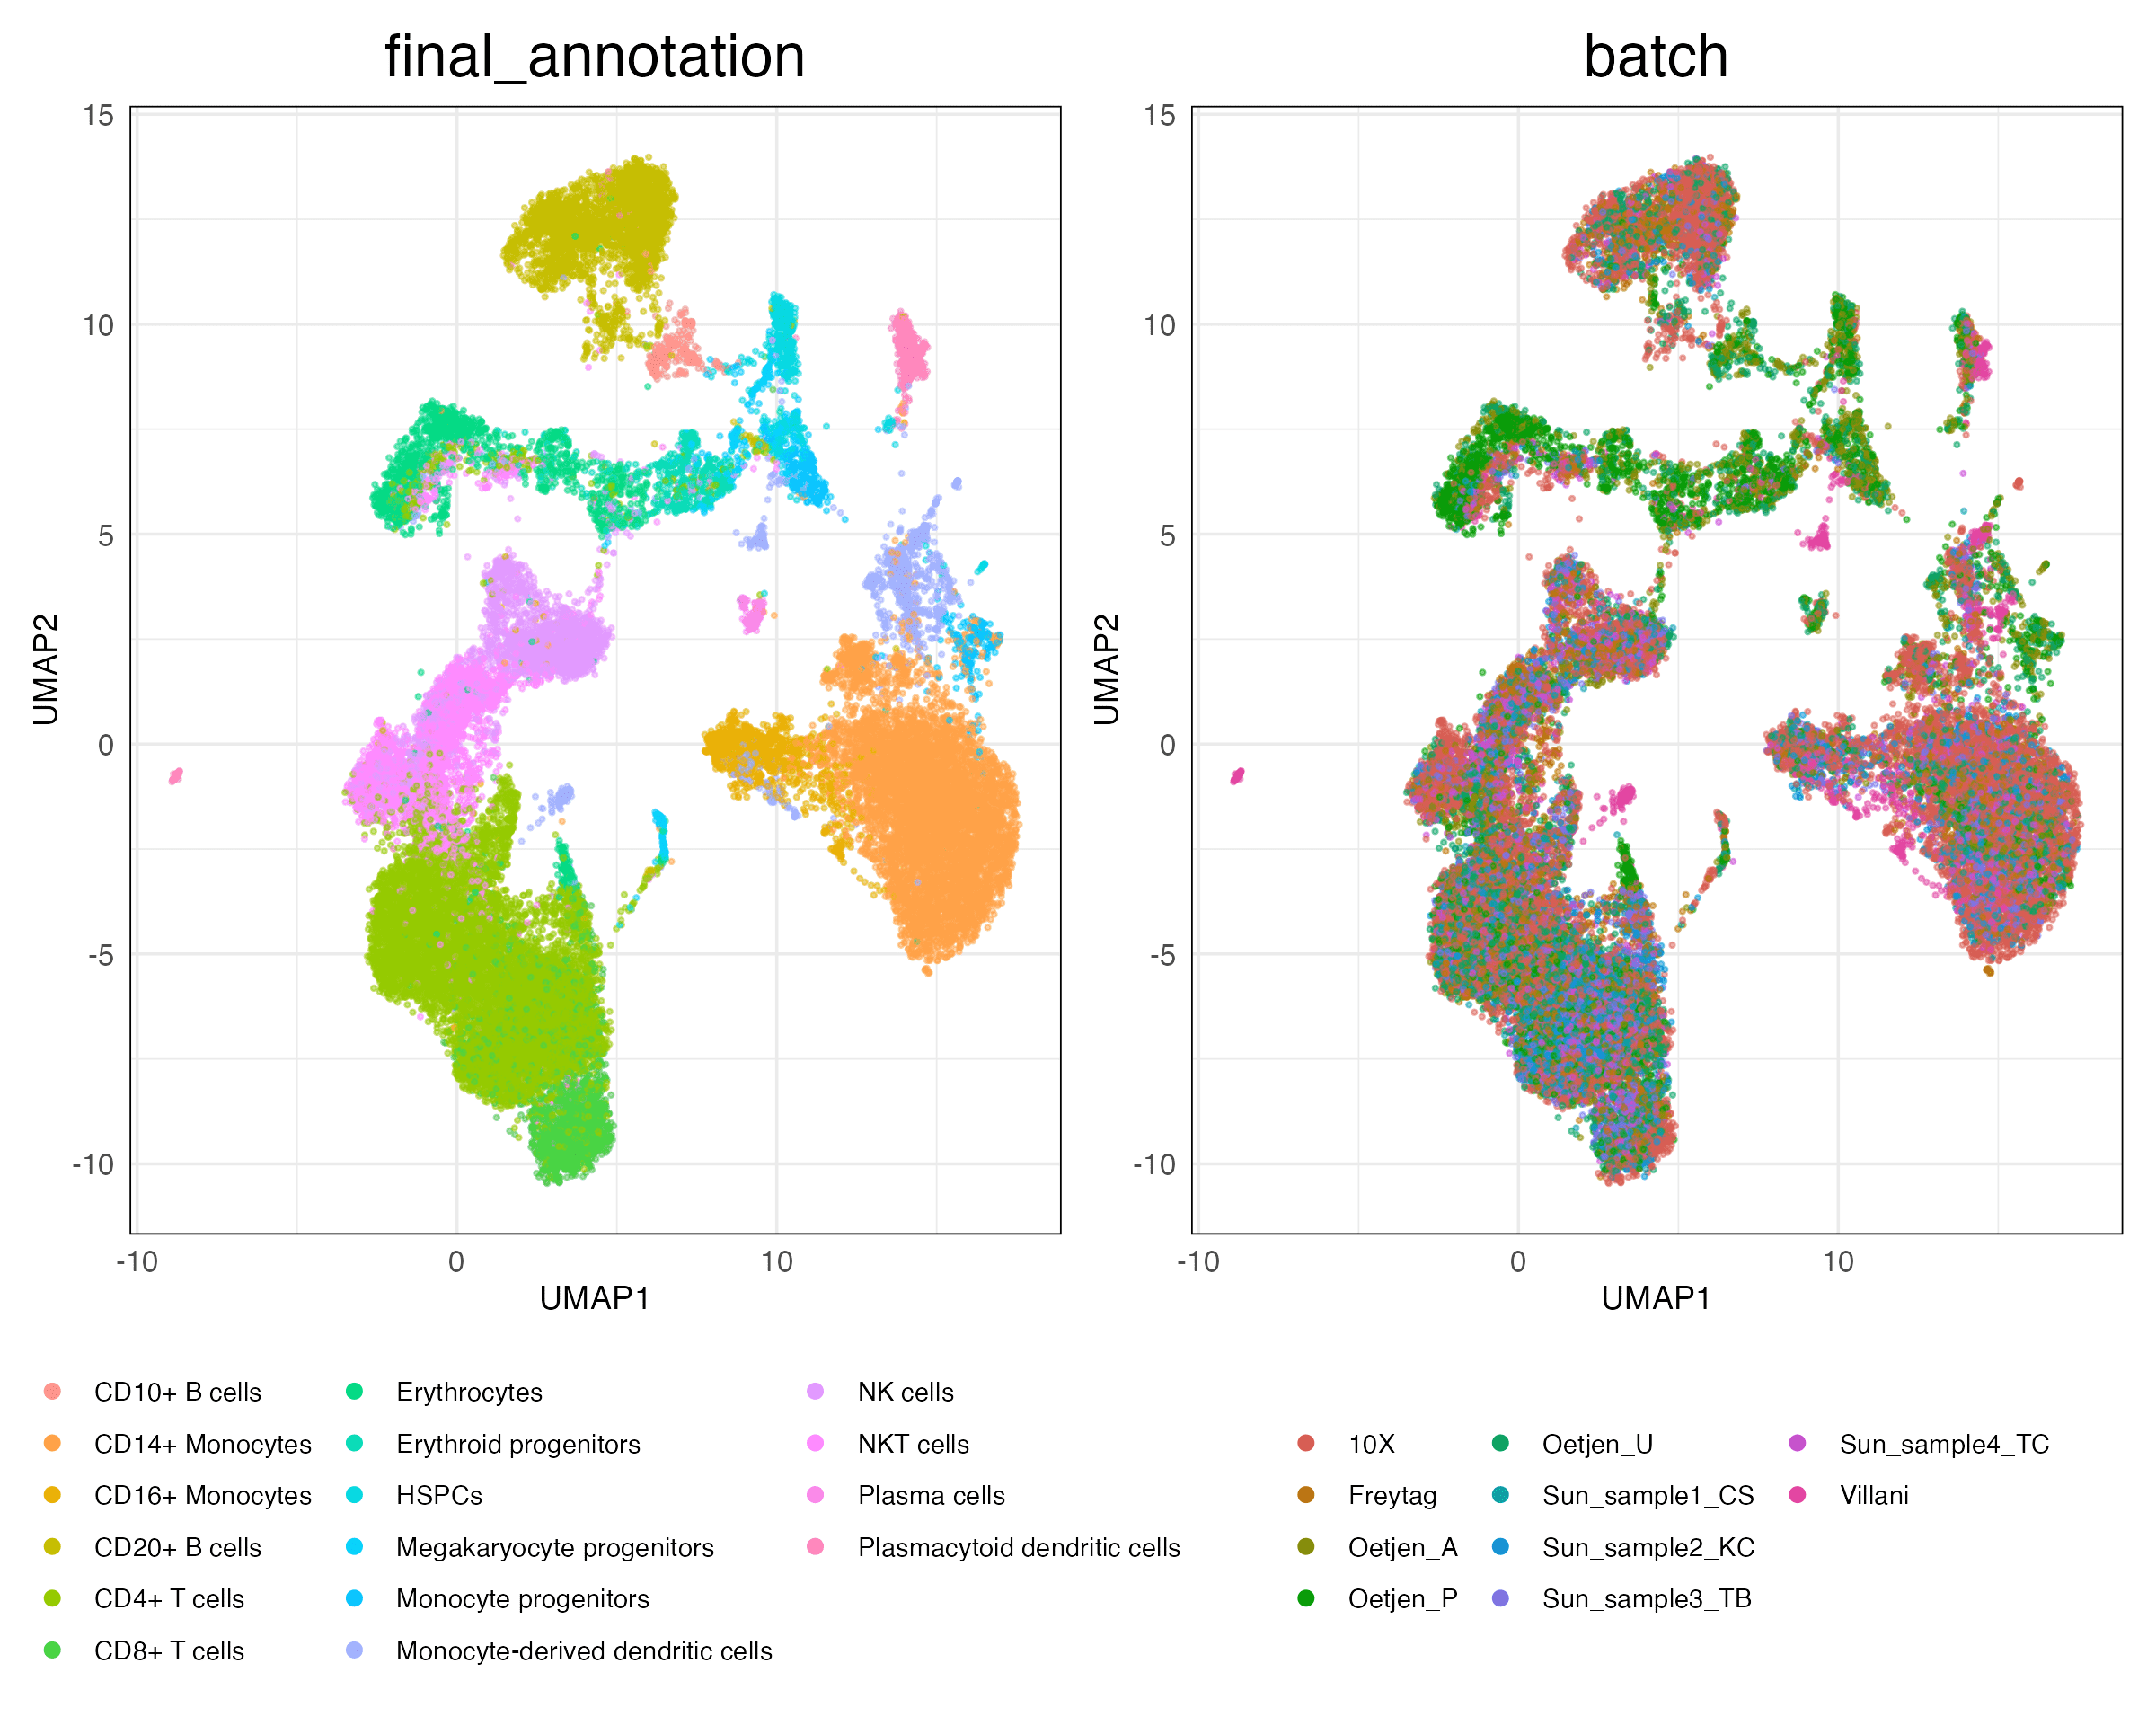 final_annotation
batch
15
10
5
0
-5
-10
-10
0
10
UMAP1
UMAP2
15
10
5
0
-5
-10
-10
0
10
UMAP1
UMAP2
CD10+ B cells
CD14+ Monocytes
CD16+ Monocytes
CD20+ B cells
CD4+ T cells
CD8+ T cells
Erythrocytes
Erythroid progenitors
HSPCs
Megakaryocyte progenitors
Monocyte progenitors
Monocyte-derived dendritic cells
NK cells
NKT cells
Plasma cells
Plasmacytoid dendritic cells
10X
Freytag
Oetjen_A
Oetjen_P
Oetjen_U
Sun_sample1_CS
Sun_sample2_KC
Sun_sample3_TB
Sun_sample4_TC
Villani